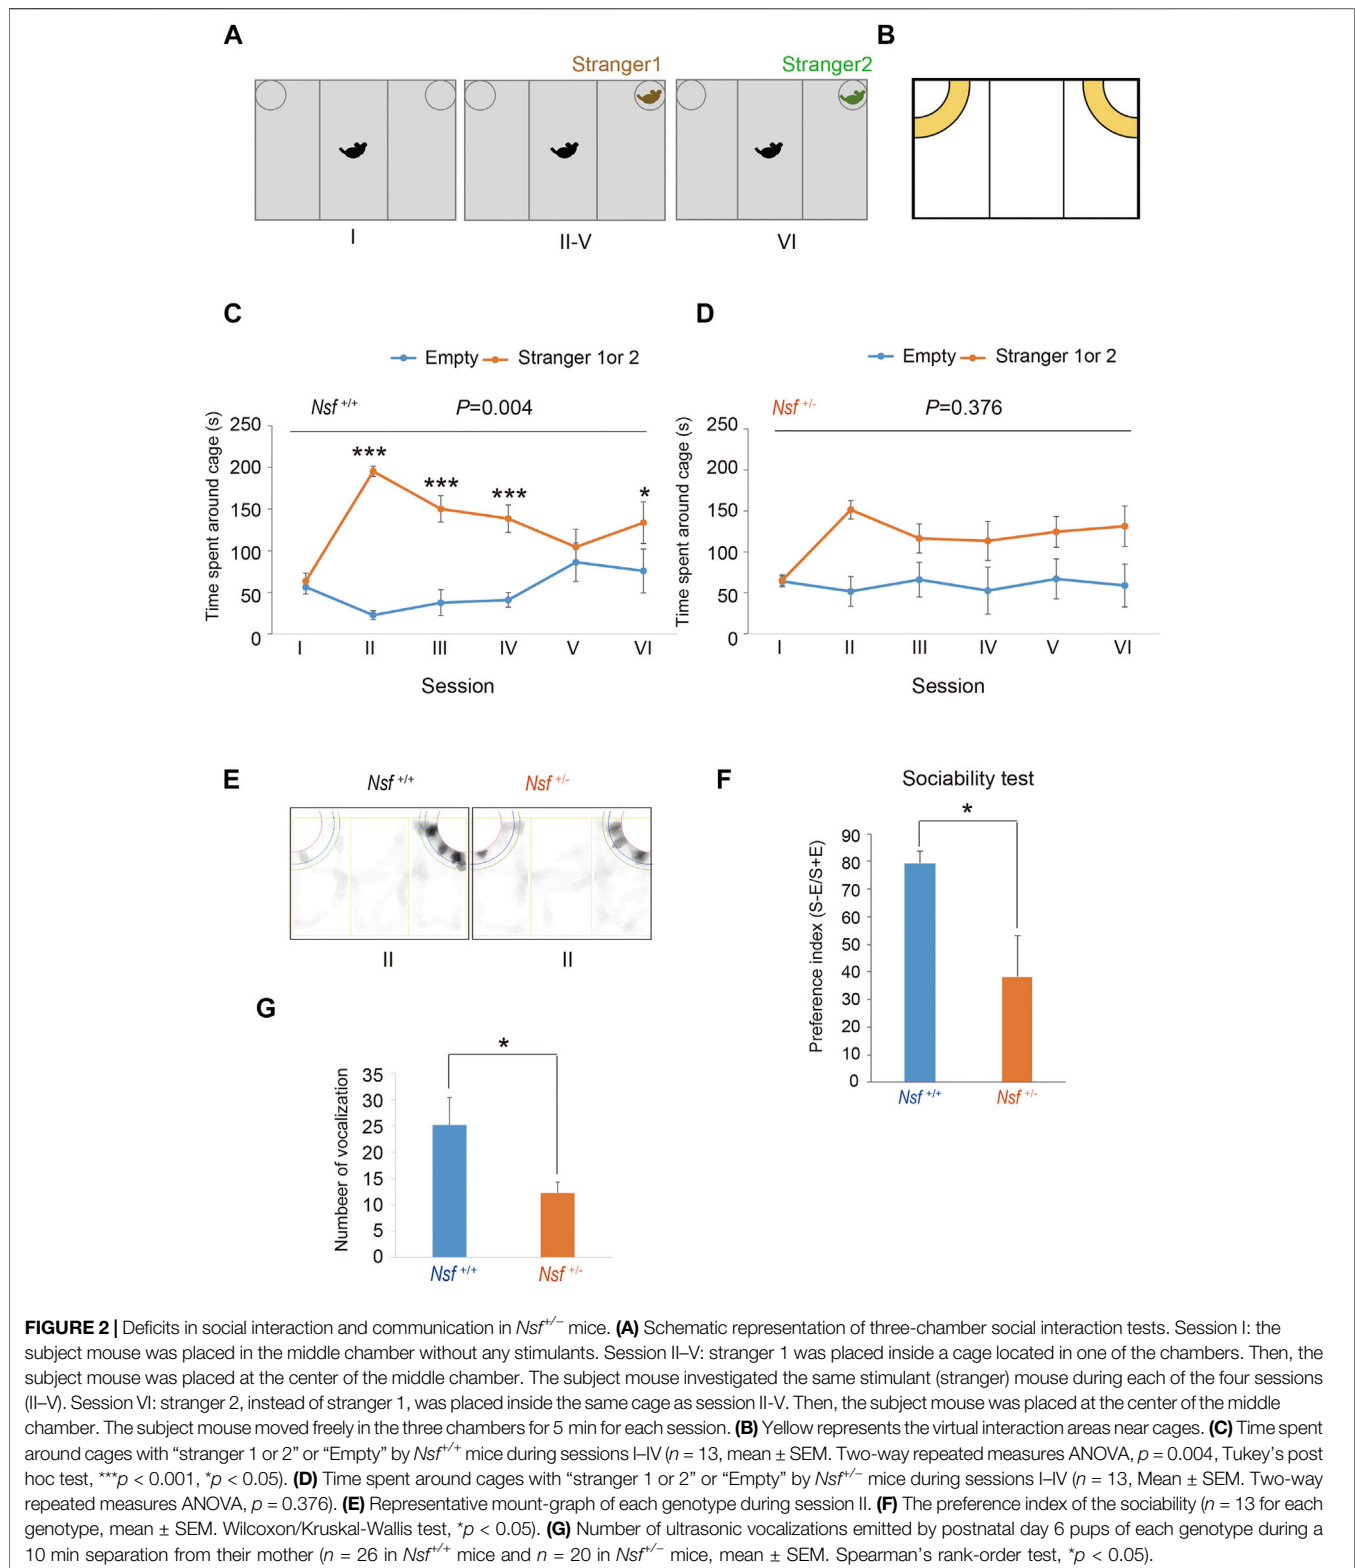 A
B
Stranger1
Stranger2
I
II-V
VI
C
D
Empty
Stranger 1or 2
Empty
Stranger 1or 2
Nsf +/+
P=0.004
Nsf +/-
P=0.376
Time spent around cage (s)
250
200
150
100
50
0
***
***
***
*
I
II
III
IV
V
VI
Session
Time spent around cage (s)
250
200
150
100
50
0
I
II
III
IV
V
VI
Session
E
Nsf +/+
Nsf +/-
II
II
F
Sociability test
*
Preference index (S-E/S+E)
90
80
70
60
50
40
30
20
10
0
Nsf +/+
Nsf +/-
G
*
Numbeer of vocalization
35
30
25
20
15
10
5
0
Nsf +/+
Nsf +/-
FIGURE 2 | Deficits in social interaction and communication in Nsf+/− mice. (A) Schematic representation of three-chamber social interaction tests. Session I: the
subject mouse was placed in the middle chamber without any stimulants. Session II–V: stranger 1 was placed inside a cage located in one of the chambers. Then, the
subject mouse was placed at the center of the middle chamber. The subject mouse investigated the same stimulant (stranger) mouse during each of the four sessions
(II–V). Session VI: stranger 2, instead of stranger 1, was placed inside the same cage as session II-V. Then, the subject mouse was placed at the center of the middle
chamber. The subject mouse moved freely in the three chambers for 5 min for each session. (B) Yellow represents the virtual interaction areas near cages. (C) Time spent
around cages with “stranger 1 or 2” or “Empty” by Nsf+/+ mice during sessions I–IV (n = 13, mean ± SEM. Two-way repeated measures ANOVA, p = 0.004, Tukey’s post
hoc test, ***p < 0.001, *p < 0.05). (D) Time spent around cages with “stranger 1 or 2” or “Empty” by Nsf+/− mice during sessions I–IV (n = 13, Mean ± SEM. Two-way
repeated measures ANOVA, p = 0.376). (E) Representative mount-graph of each genotype during session II. (F) The preference index of the sociability (n = 13 for each
genotype, mean ± SEM. Wilcoxon/Kruskal-Wallis test, *p < 0.05). (G) Number of ultrasonic vocalizations emitted by postnatal day 6 pups of each genotype during a
10 min separation from their mother (n = 26 in Nsf+/+ mice and n = 20 in Nsf+/− mice, mean ± SEM. Spearman’s rank-order test, *p < 0.05).